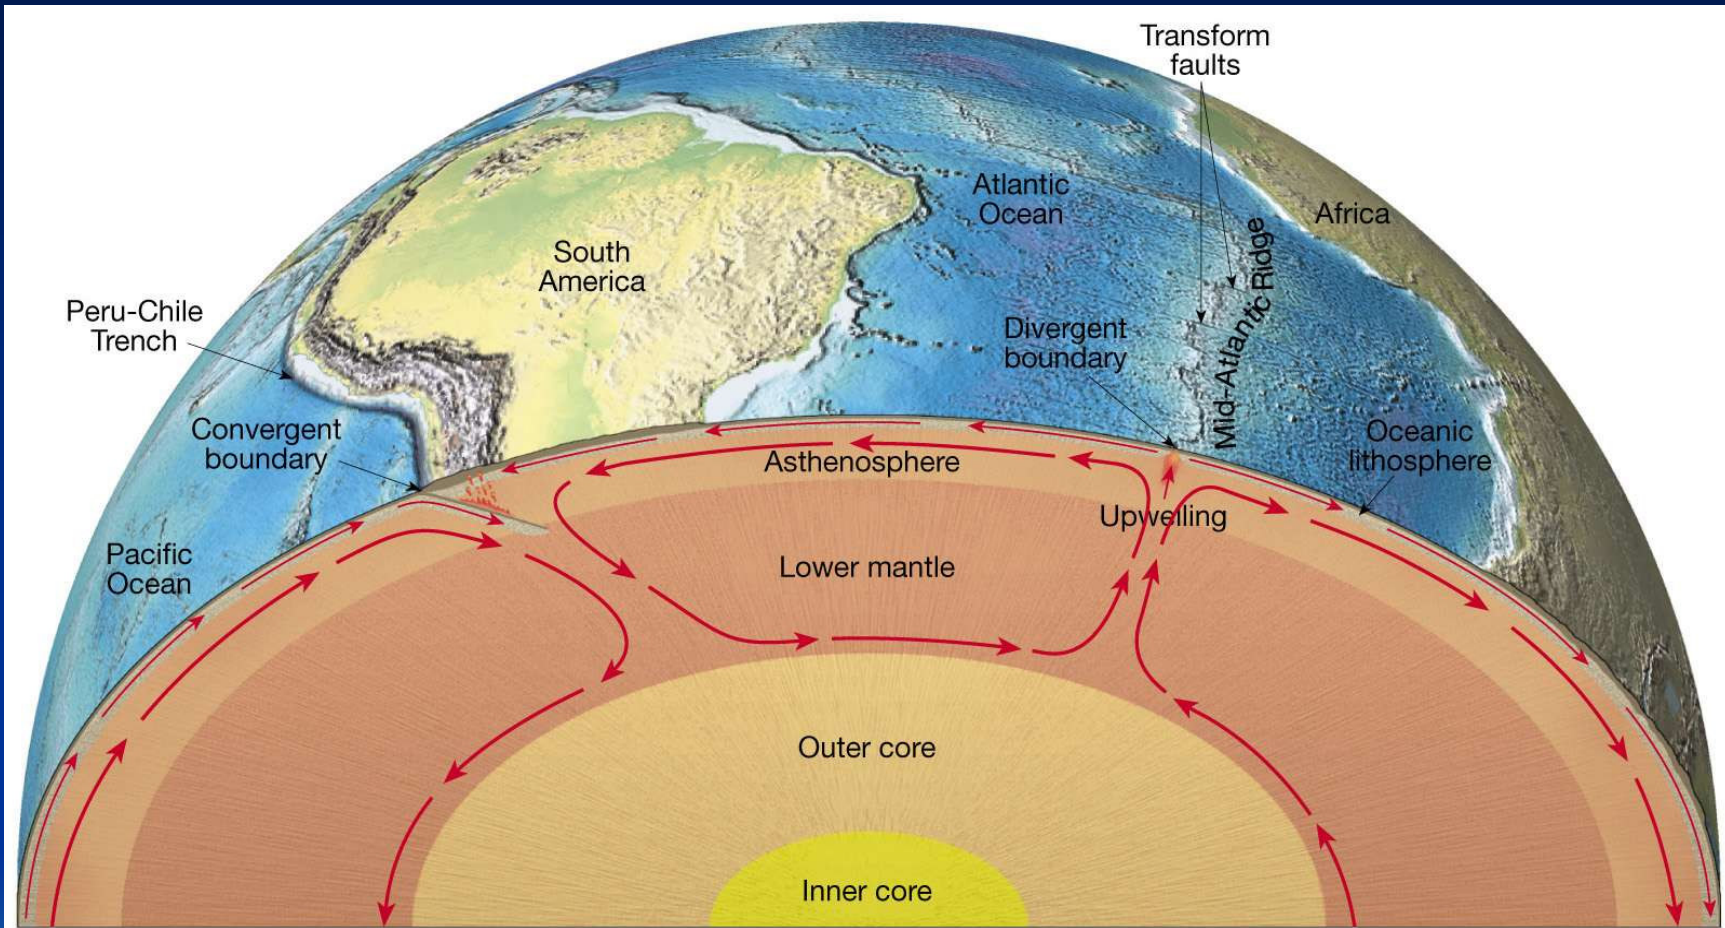 Transform
faults
Atlantic
Ocean
Africa
South
America
Mid-Atlantic Ridge
Peru-Chile
Trench
Divergent
boundary
Convergent
boundary
Oceanic
lithosphere
Asthenosphere
Upwelling
Pacific
Ocean
Lower mantle
Outer core
Inner core